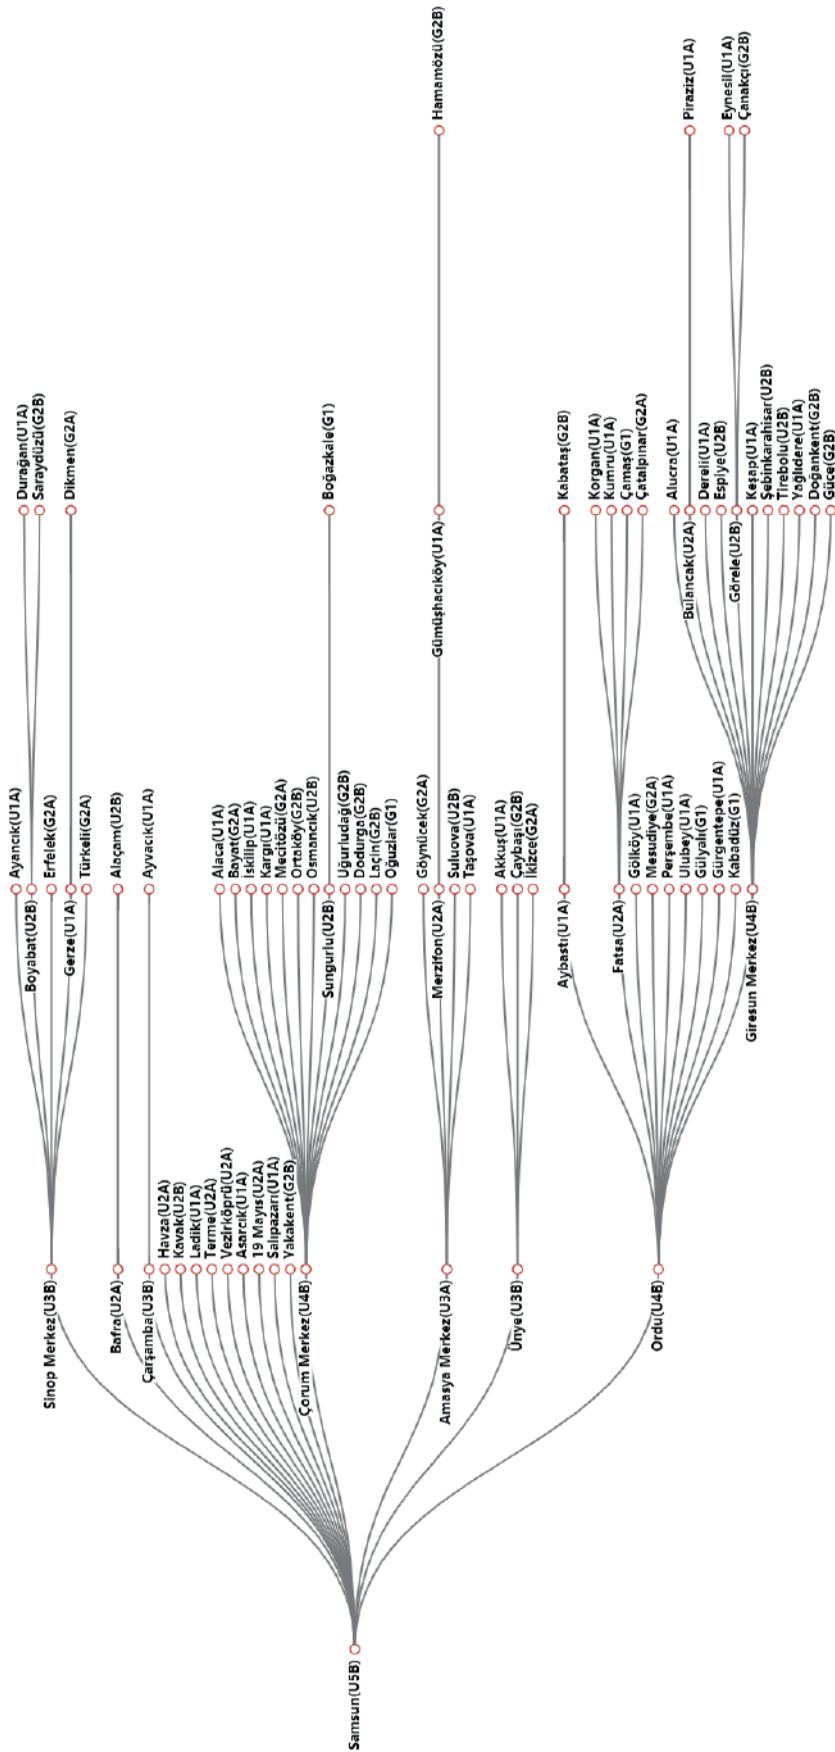 Samsun(U5B)
Sinop Merkez(U3B)
Ayancık(U1A)
Boyabat(U2B)
Durağan(U1A)
Saraydüzü(G2B)
Erfelek(G2A)
Gerze(U1A)
Dikmen(G2A)
Türkeli(G2A)
Bafra(U2A)
Alaçam(U2B)
Çarşamba(U3B)
Ayvacık(U1A)
Havza(U2A)
Kavak(U2B)
Ladik(U1A)
Terme(U2A)
Vezirköprü(U2A)
Asarcık(U1A)
19 Mayıs(U2A)
Salıpazarı(U1A)
Yakakent(G2B)
Çorum Merkez(U4B)
Alaca(U1A)
Bayat(G2A)
İskilip(U1A)
Kargı(U1A)
Mecitözü(G2A)
Ortaköy(G2B)
Osmancık(U2B)
Sungurlu(U2B)
Boğazkale(G1)
Uğurludağ(G2B)
Dodurga(G2B)
Laçin(G2B)
Oğuzlar(G1)
Amasya Merkez(U3A)
Göynücek(G2A)
Merzifon(U2A)
Gümüşhacıköy(U1A)
Hamamözü(G2B)
Suluova(U2B)
Taşova(U1A)
Ünye(U3B)
Akkuş(U1A)
Çaybaşı(G2B)
İkizce(G2A)
Ordu(U4B)
Aybastı(U1A)
Kabataş(G2B)
Fatsa(U2A)
Korgan(U1A)
Kumru(U1A)
Çamaş(G1)
Çatalpınar(G2A)
Gölköy(U1A)
Mesudiye(G2A)
Perşembe(U1A)
Ulubey(U1A)
Gülyalı(G1)
Gürgentepe(U1A)
Kabadüz(G1)
Giresun Merkez(U4B)
Alucra(U1A)
Bulancak(U2A)
Piraziz(U1A)
Dereli(U1A)
Espiye(U2B)
Görele(U2B)
Eynesil(U1A)
Çanakçı(G2B)
Keşap(U1A)
Şebinkarahisar(U2B)
Tirebolu(U2B)
Yağlıdere(U1A)
Doğankent(G2B)
Güce(G2B)